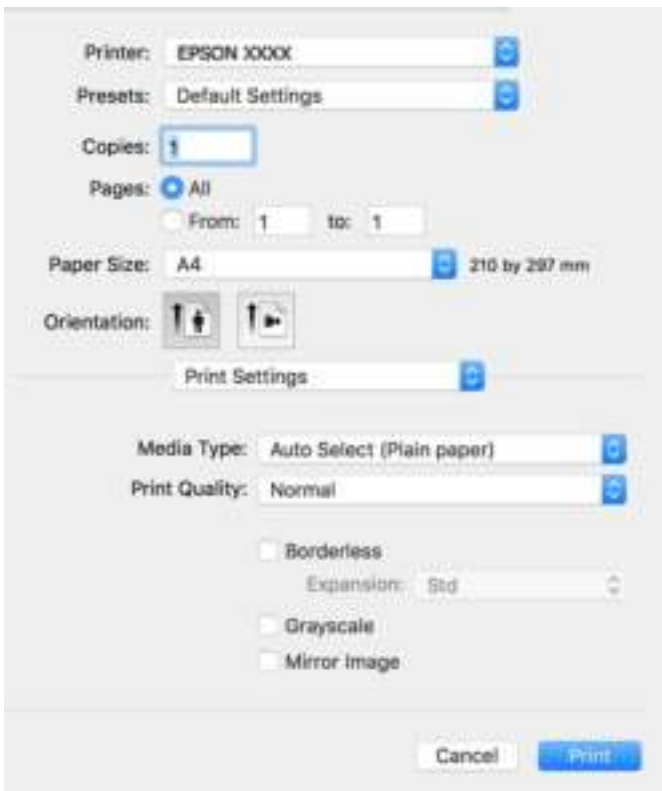 Printer: EPSON XXXX
Presets: Default Settings
Copies: 1
Pages: All
From: 1 to: 1
Paper Size: A4 210 by 297 mm
Orientation:
Print Settings
Media Type: Auto Select (Plain paper)
Print Quality: Normal
Borderless
Expansion: Std
Grayscale
Mirror Image
Cancel Print